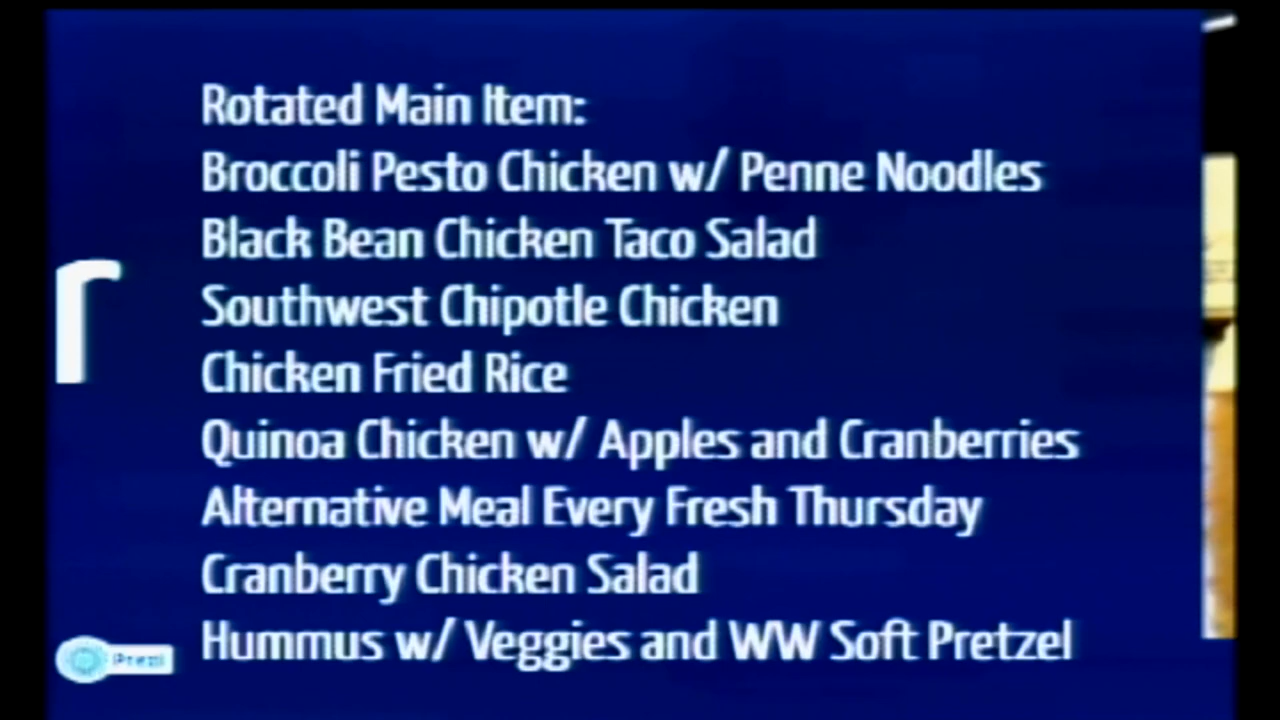 Rotated Main Item:
Broccoli Pesto Chicken w/ Penne Noodles
Black Bean Chicken Taco Salad
Southwest Chipotle Chicken
Chicken Fried Rice
Quinoa Chicken w/ Apples and Cranberries
Alternative Meal Every Fresh Thursday
Cranberry Chicken Salad
Hummus w/ Veggies and WW Soft Pretzel
r
Prezi